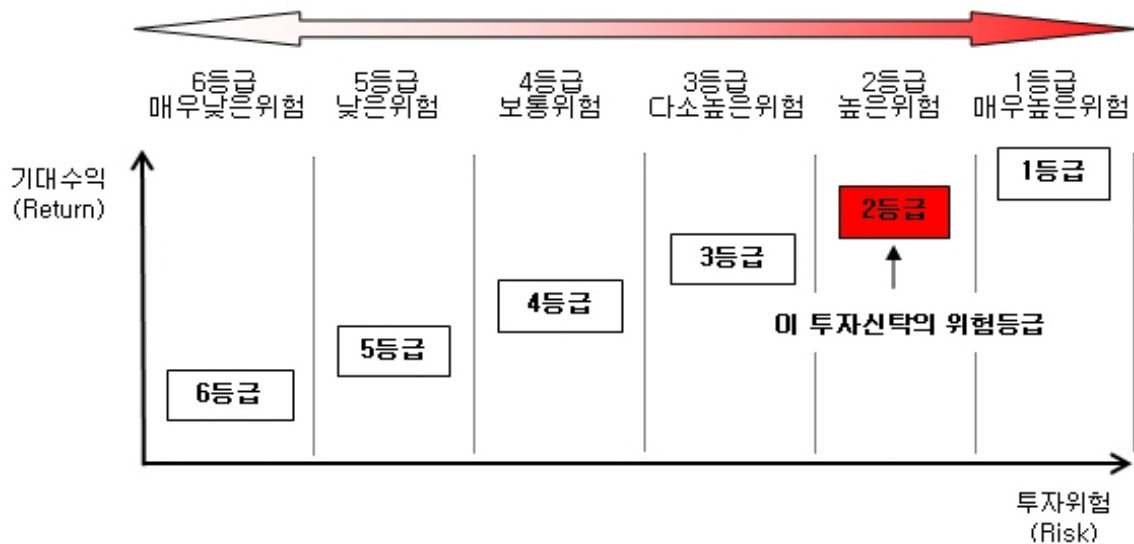 6등급
매우낮은위험
5등급
낮은위험
4등급
보통위험
3등급
다소높은위험
2등급
높은위험
1등급
매우높은위험
기대수익
(Return)
1등급
2등급
3등급
4등급
이 투자신탁의 위험등급
5등급
6등급
투자위험
(Risk)